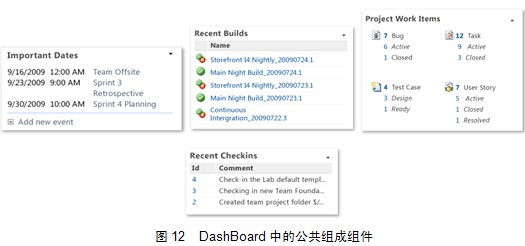 Important Dates
9/16/2009 12:00 AM Team Offsite
9/23/2009 9:00 AM Sprint 3
Retrospective
9/30/2009 10:00 AM Sprint 4 Planning
Add new event
Recent Builds
Name
Storefront I4 Nightly_20090724.1
Main Night Build_20090724.1
Storefront I4 Nightly_20090723.1
Main Night Build_20090723.1
Continuous
Intergration_20090722.3
Project Work Items
7 Bug
6 Active
1 Closed
12 Task
9 Active
3 Closed
4 Test Case
3 Design
1 Ready
7 User Story
5 Active
1 Closed
1 Resolved
Recent Checkins
Id Comment
4 Check-in the Lab default templ...
3 Checking in new Team Founda...
2 Created team project folder $/...
图 12 DashBoard 中的公共组成组件